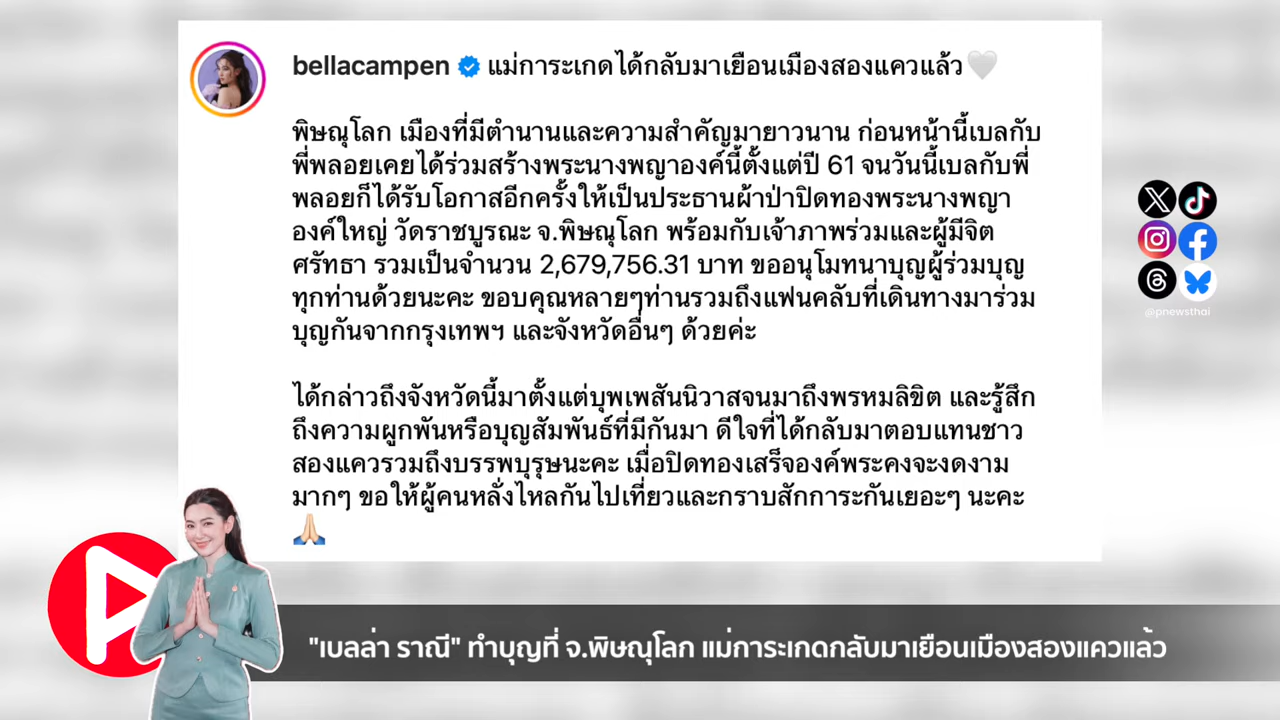 bellacampen แม่การะเกดได้กลับมาเยือนเมืองสองแควแล้ว🤍
พิษณุโลก เมืองที่มีตำนานและความสำคัญมายาวนาน ก่อนหน้านี้เบลกับ
พี่พลอยเคยได้ร่วมสร้างพระนางพญาองค์นี้ตั้งแต่ปี 61 จนวันนี้เบลกับพี่
พลอยก็ได้รับโอกาสอีกครั้งให้เป็นประธานผ้าป่าปิดทองพระนางพญา
องค์ใหญ่ วัดราชบูรณะ จ.พิษณุโลก พร้อมกับเจ้าภาพร่วมและผู้มีจิต
ศรัทธา รวมเป็นจำนวน 2,679,756.31 บาท ขออนุโมทนาบุญผู้ร่วมบุญ
ทุกท่านด้วยนะคะ ขอบคุณหลายๆท่านรวมถึงแฟนคลับที่เดินทางมาร่วม
บุญกันจากกรุงเทพฯ และจังหวัดอื่นๆ ด้วยค่ะ
ได้กล่าวถึงจังหวัดนี้มาตั้งแต่บุพเพสันนิวาสจนมาถึงพรหมลิขิต และรู้สึก
ถึงความผูกพันหรือบุญสัมพันธ์ที่มีกันมา ดีใจที่ได้กลับมาตอบแทนชาว
สองแควรวมถึงบรรพบุรุษนะคะ เมื่อปิดทองเสร็จองค์พระคงจะงดงาม
มากๆ ขอให้ผู้คนหลั่งไหลกันไปเที่ยวและกราบสักการะกันเยอะๆ นะคะ
🙏🏻
@pnewsthai
"เบลล่า ราณี" ทำบุญที่ จ.พิษณุโลก แม่การะเกดกลับมาเยือนเมืองสองแควแล้ว